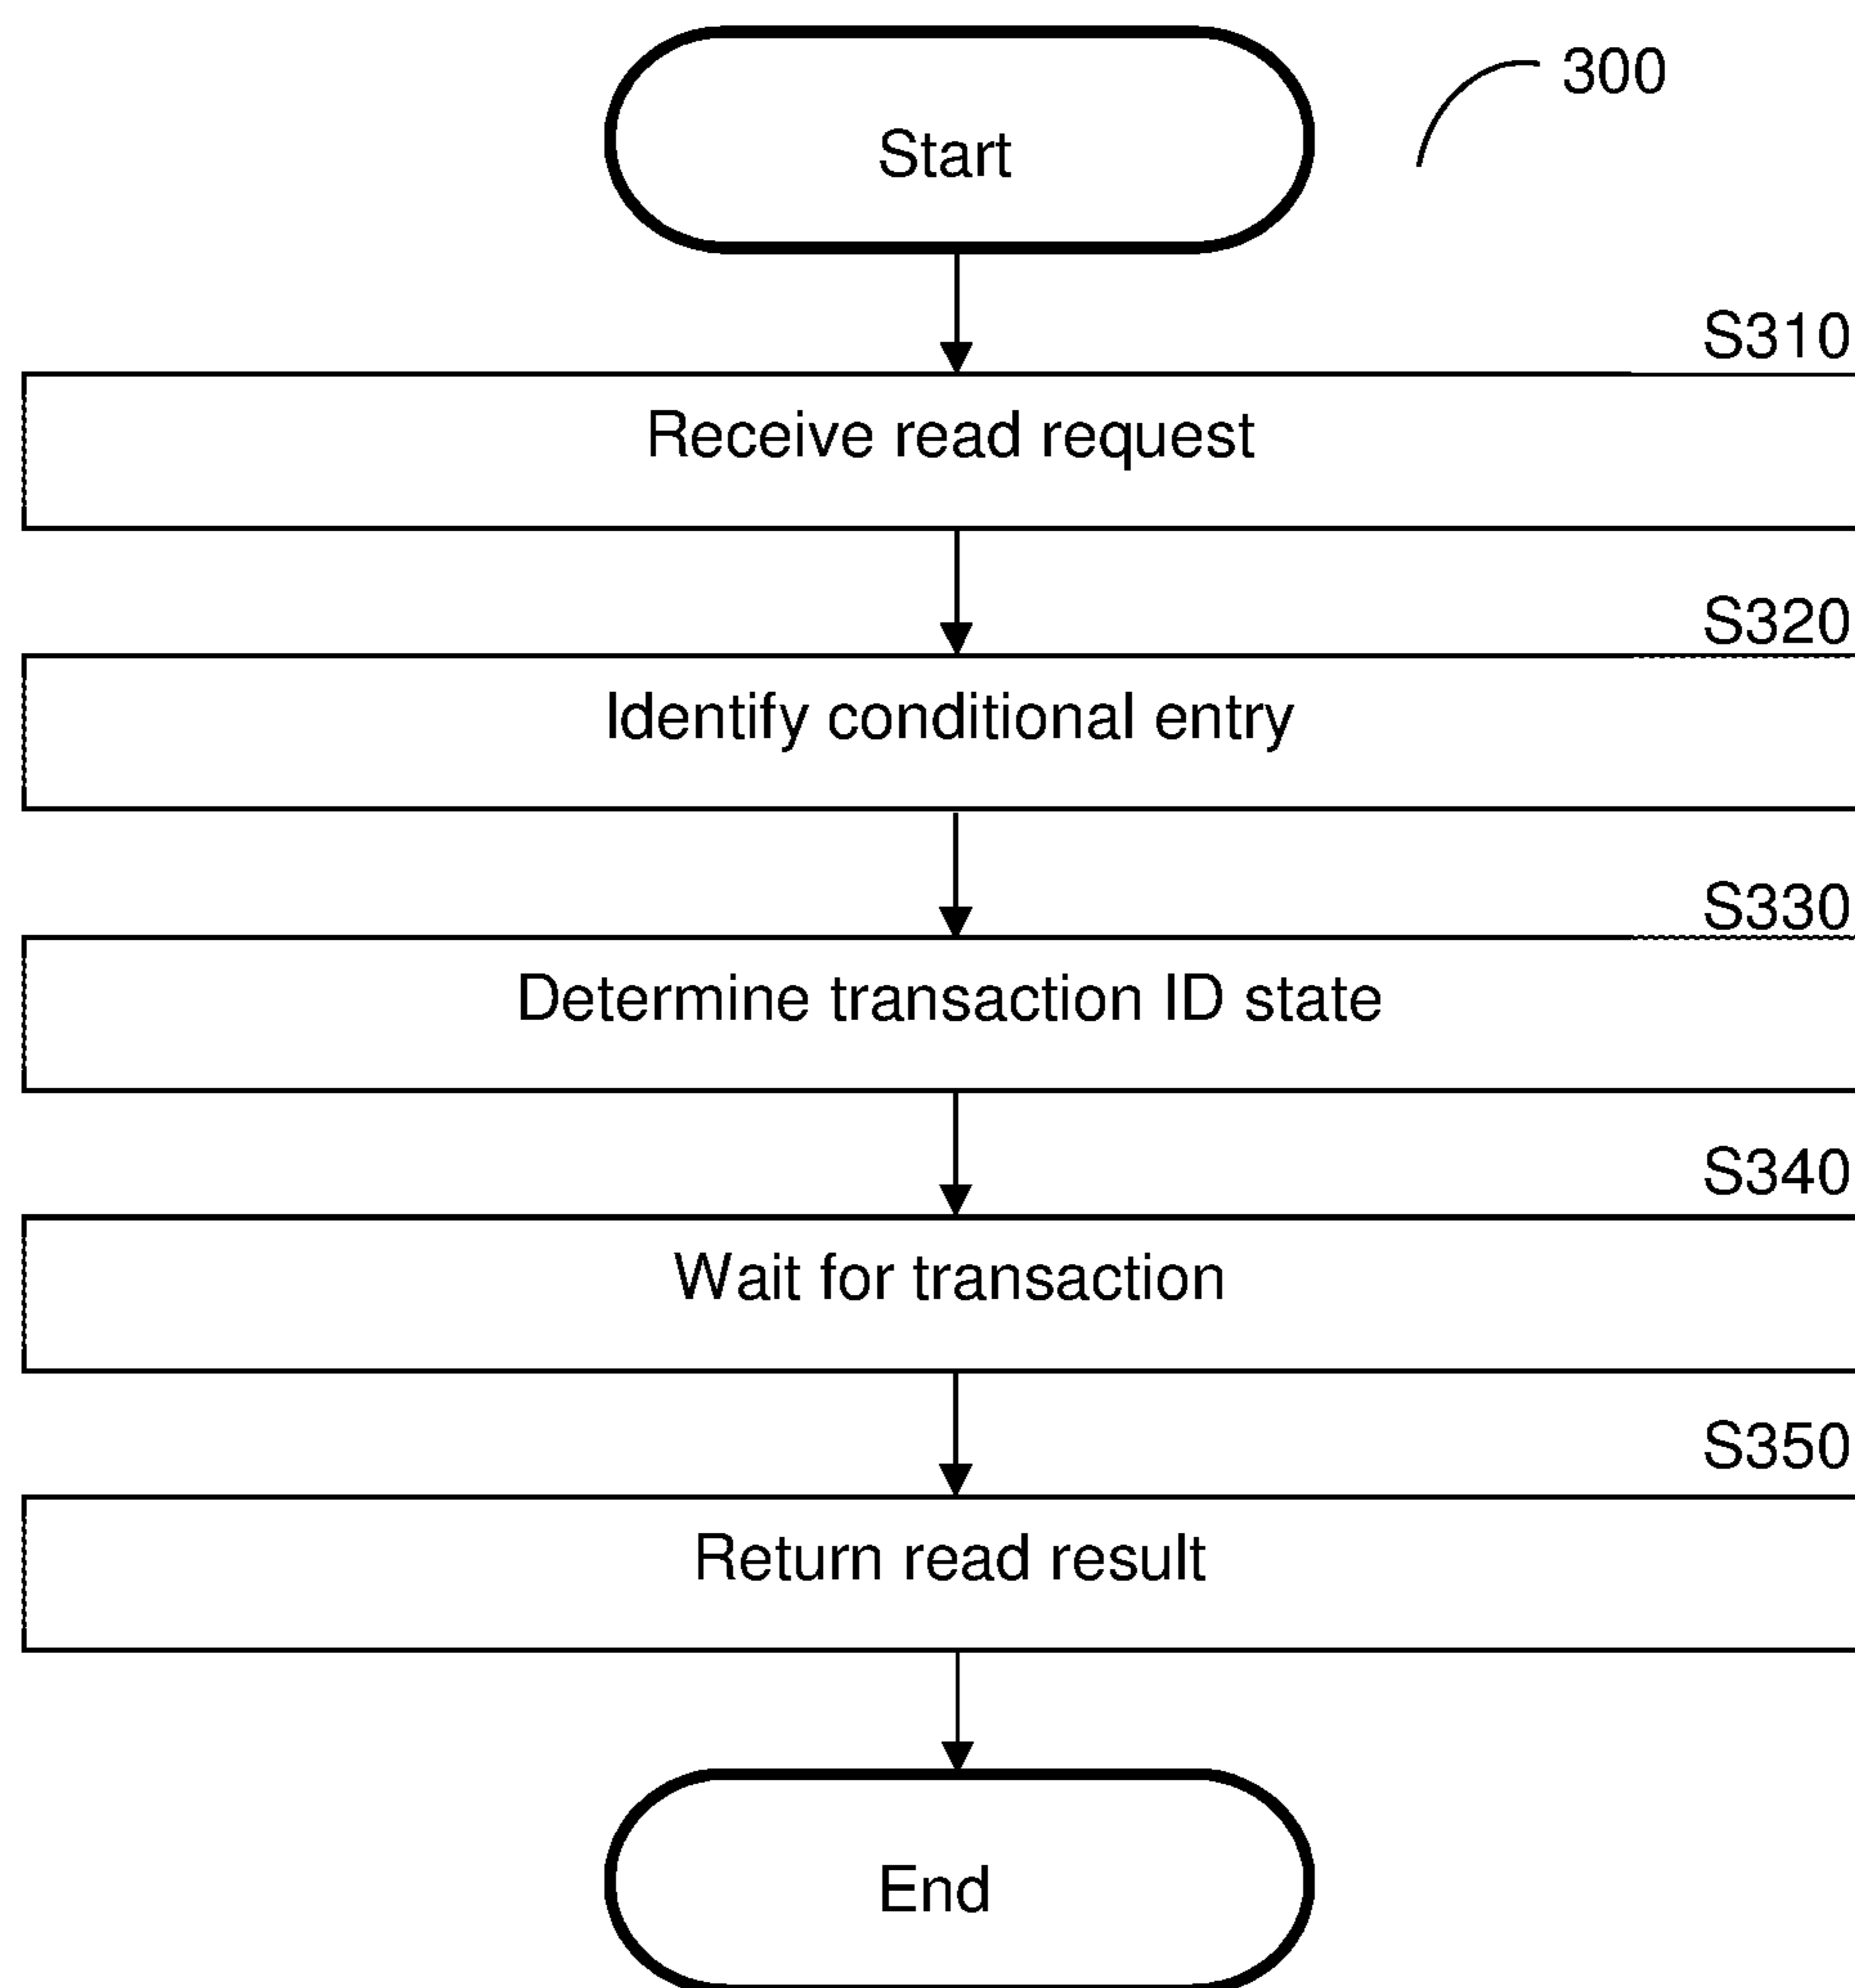 Start
300
S310
Receive read request
S320
Identify conditional entry
S330
Determine transaction ID state
S340
Wait for transaction
S350
Return read result
End